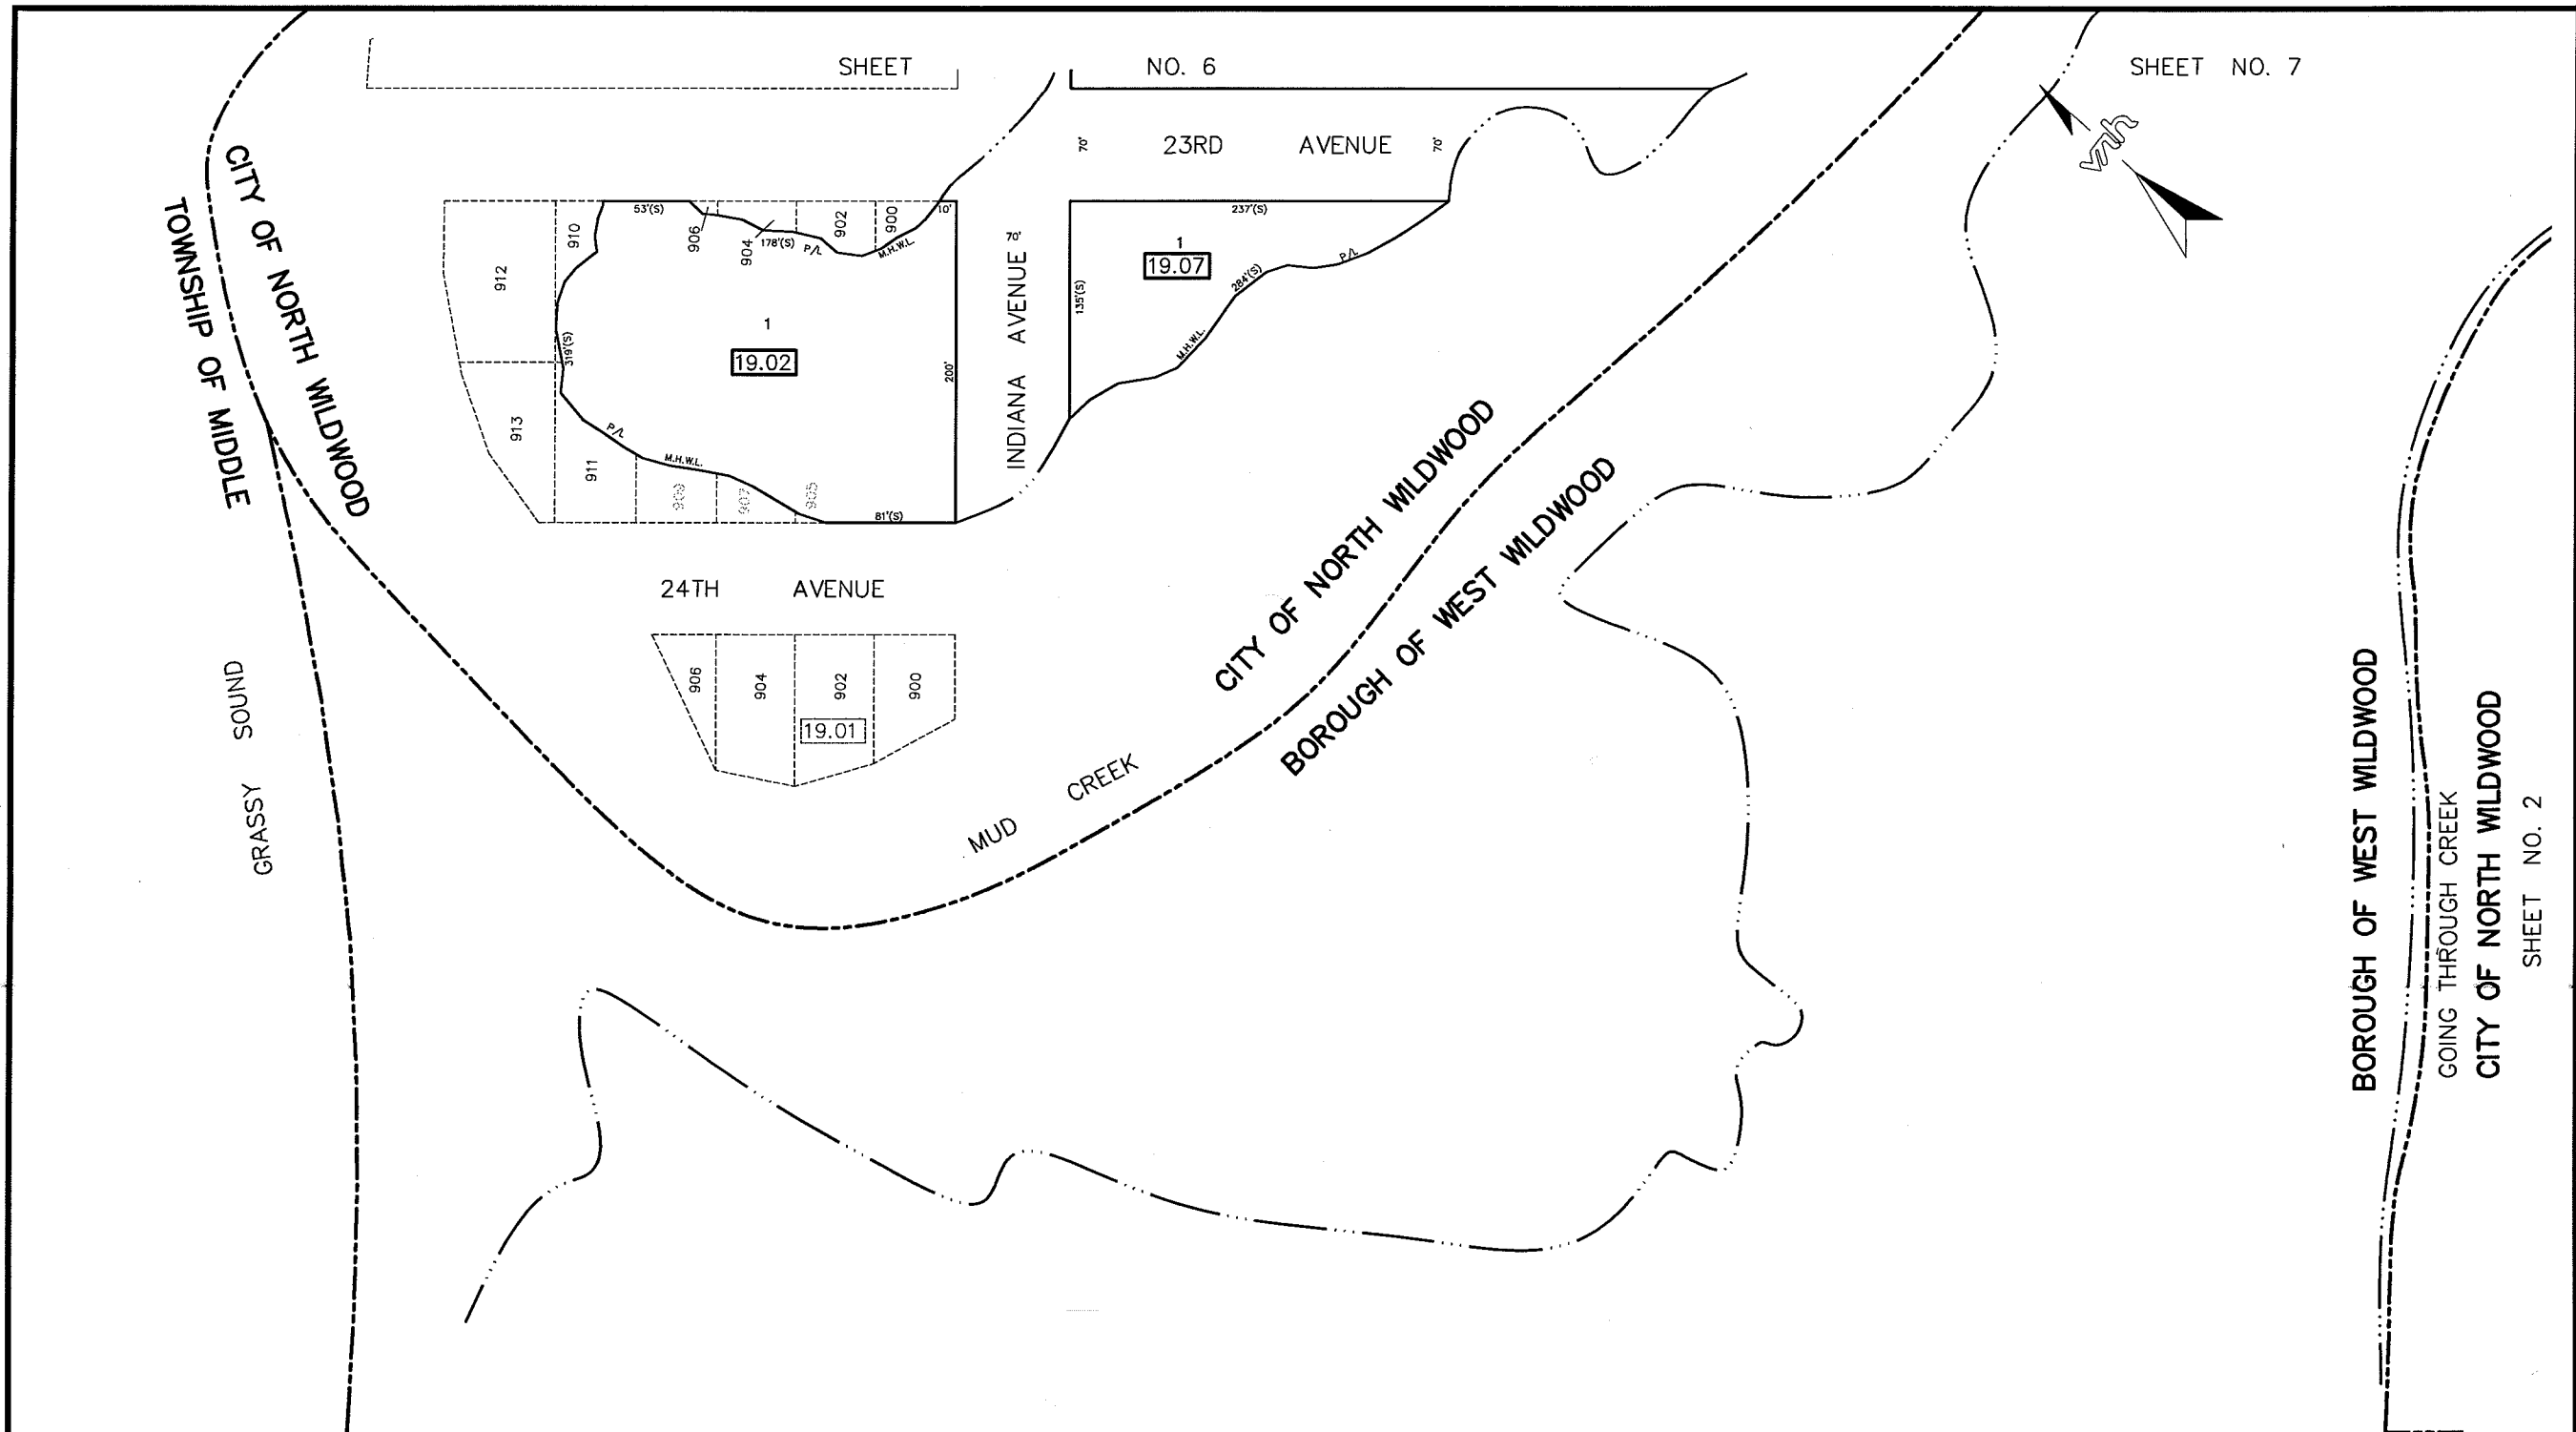 SHEET NO. 6
SHEET NO. 7
23RD AVENUE
70'
70'
vmh
CITY OF NORTH WILDWOOD
TOWNSHIP OF MIDDLE
53'(S)
10'
910
906
904
178'(S)
P/L
902
900
M.H.W.L.
912
319'(S)
1
19.02
200'
913
P/L
911
M.H.W.L.
909
907
905
81'(S)
INDIANA AVENUE
70'
237'(S)
1
19.07
135'(S)
284'(S)
P/L
M.H.W.L.
24TH AVENUE
906
904
902
900
19.01
GRASSY SOUND
MUD CREEK
CITY OF NORTH WILDWOOD
BOROUGH OF WEST WILDWOOD
BOROUGH OF WEST WILDWOOD
GOING THROUGH CREEK
CITY OF NORTH WILDWOOD
SHEET NO. 2